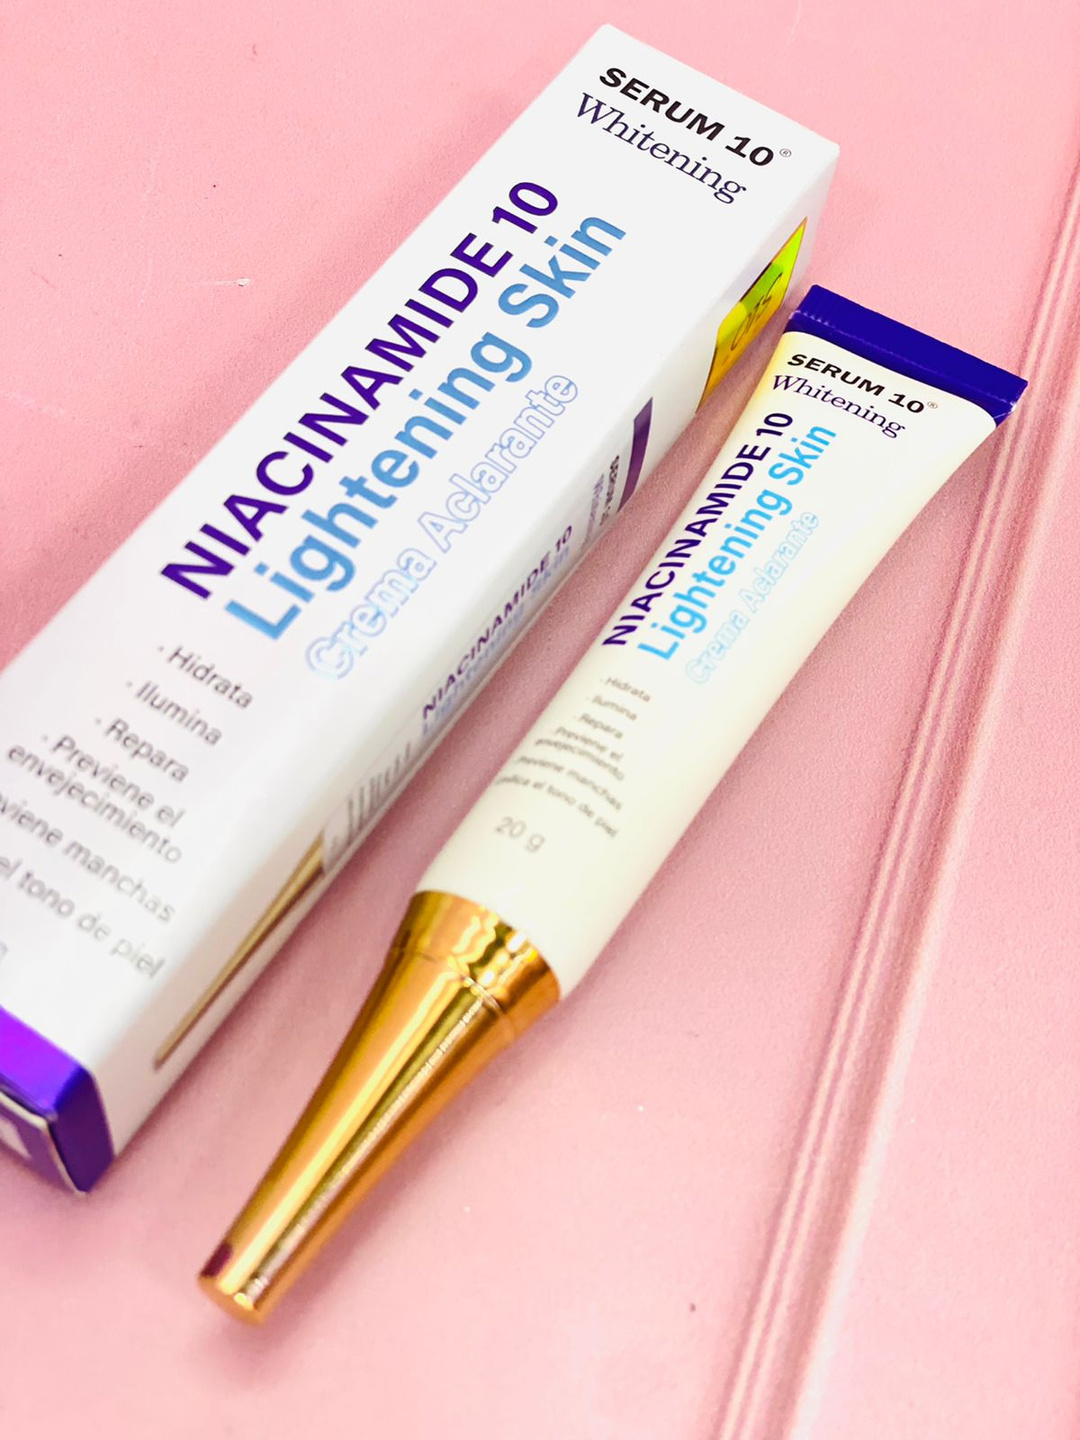 SERUM 10®
Whitening
NIACINAMIDE 10
Lightening Skin
Crema Aclarante
· Hidrata
· Ilumina
· Repara
· Previene el
envejecimiento
viene manchas
el tono de piel
NIACINAMIDE 10
Lightening Skin
SERUM 10®
Whitening
NIACINAMIDE 10
Lightening Skin
Crema Aclarante
· Hidrata
· Ilumina
· Repara
· Previene el
envejecimiento
Previene manchas
el tono de piel
20 g